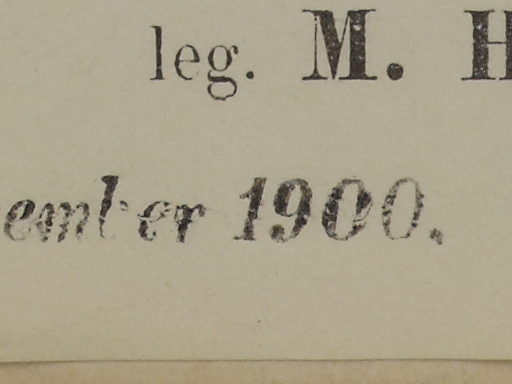 leg. M. H
ember 1900.